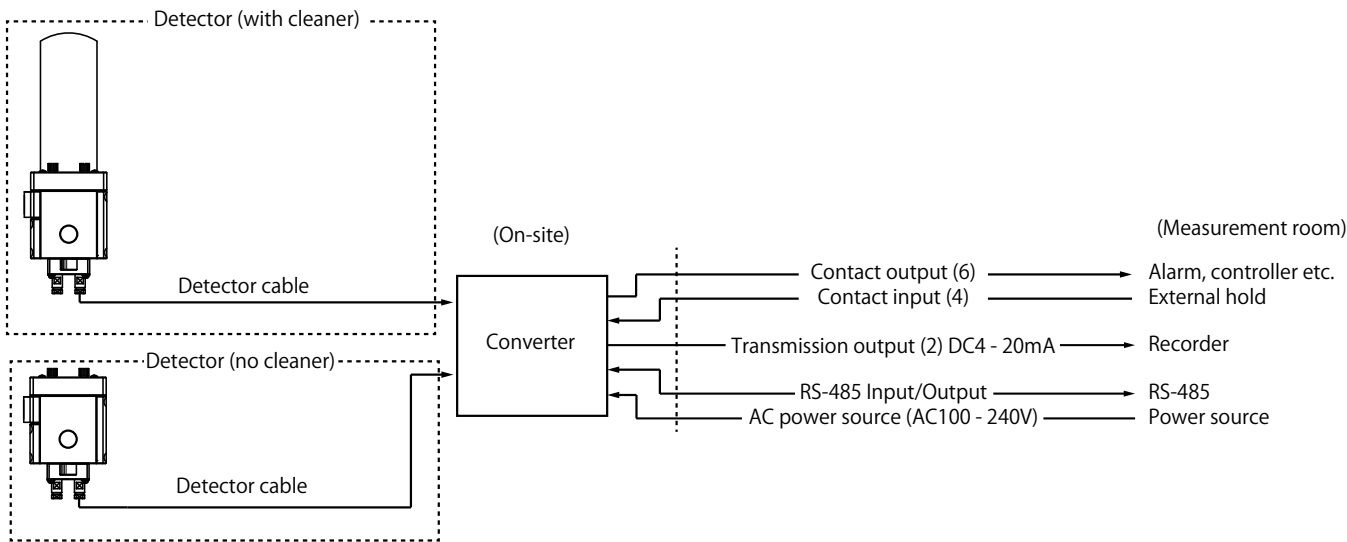 Detector (with cleaner)
Detector cable
Detector (no cleaner)
Detector cable
(On-site)
Converter
(Measurement room)
Contact output (6)
Alarm, controller etc.
Contact input (4)
External hold
Transmission output (2) DC4 - 20mA
Recorder
RS-485 Input/Output
RS-485
AC power source (AC100 - 240V)
Power source